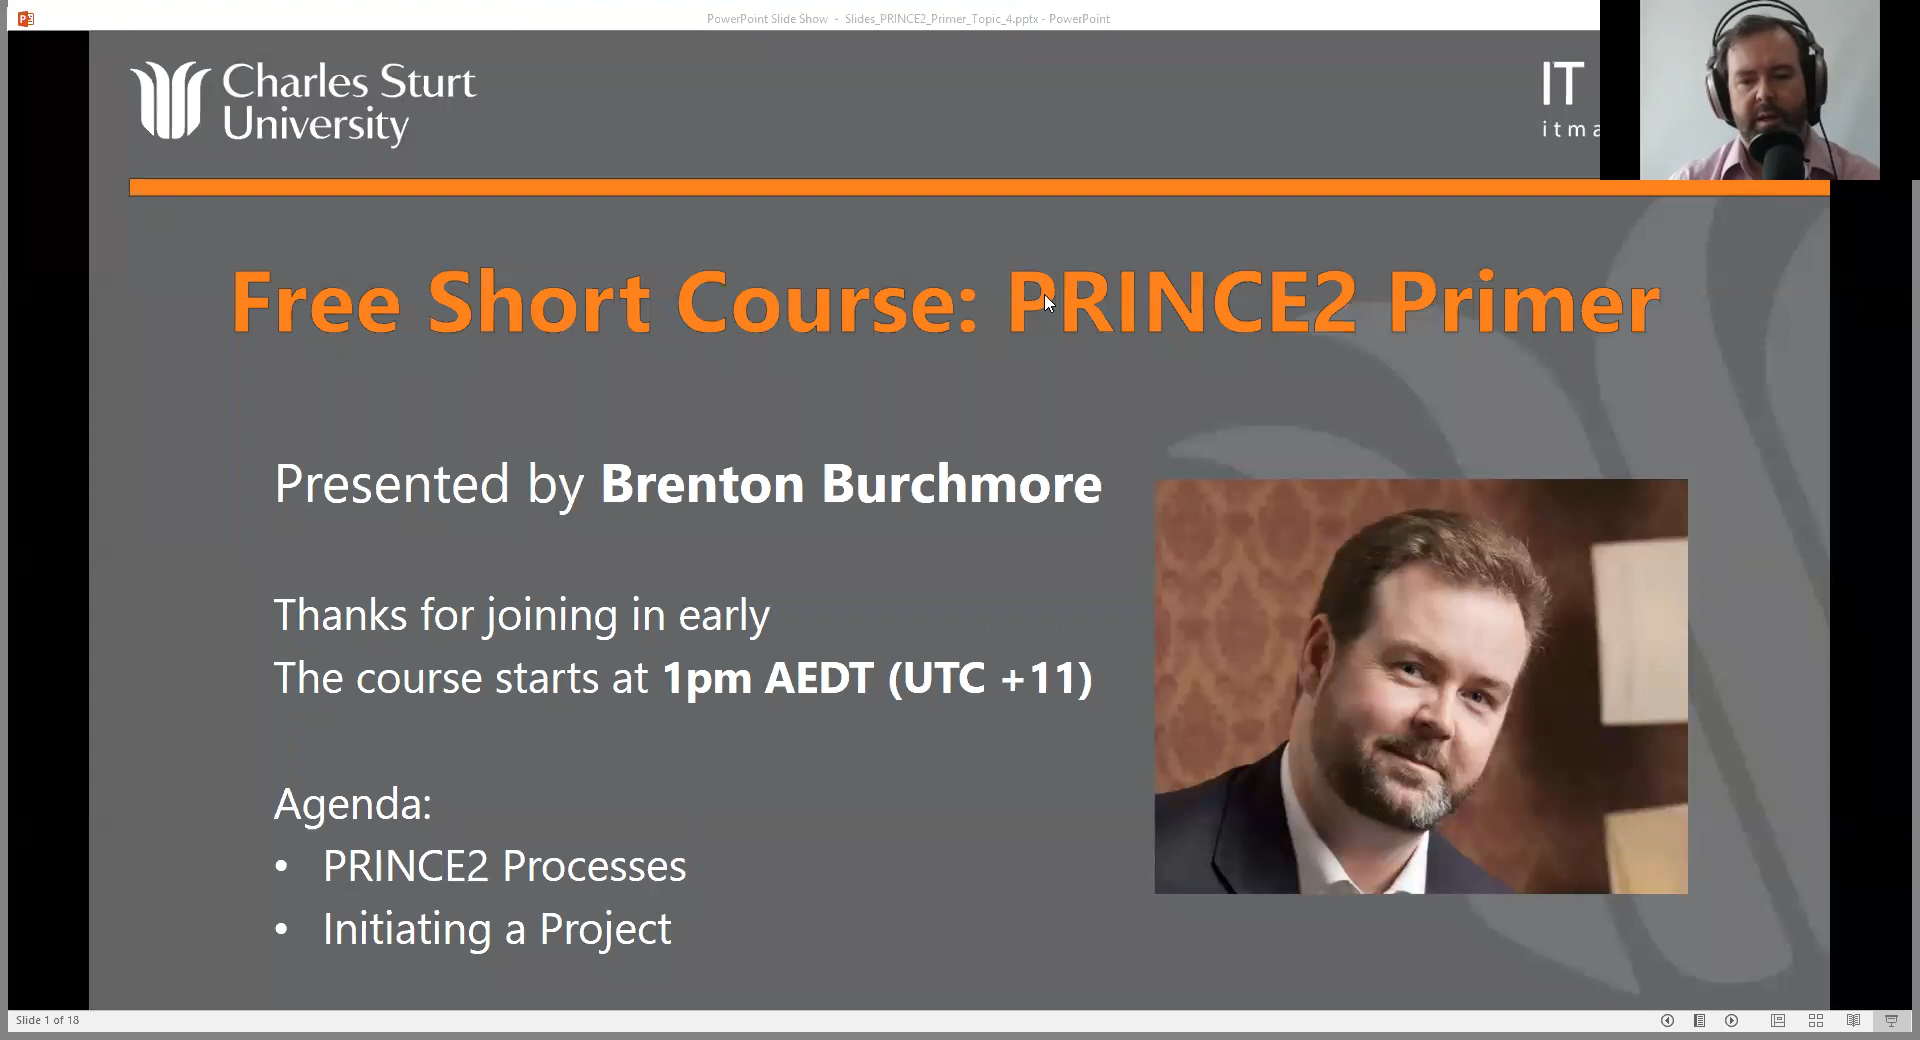 PowerPoint Slide Show - Slides_PRINCE2_Primer_Topic_4.pptx - PowerPoint
Charles Sturt
University
IT
itma
Free Short Course: PRINCE2 Primer
Presented by Brenton Burchmore
Thanks for joining in early
The course starts at 1pm AEDT (UTC +11)
Agenda:
• PRINCE2 Processes
• Initiating a Project
Slide 1 of 18